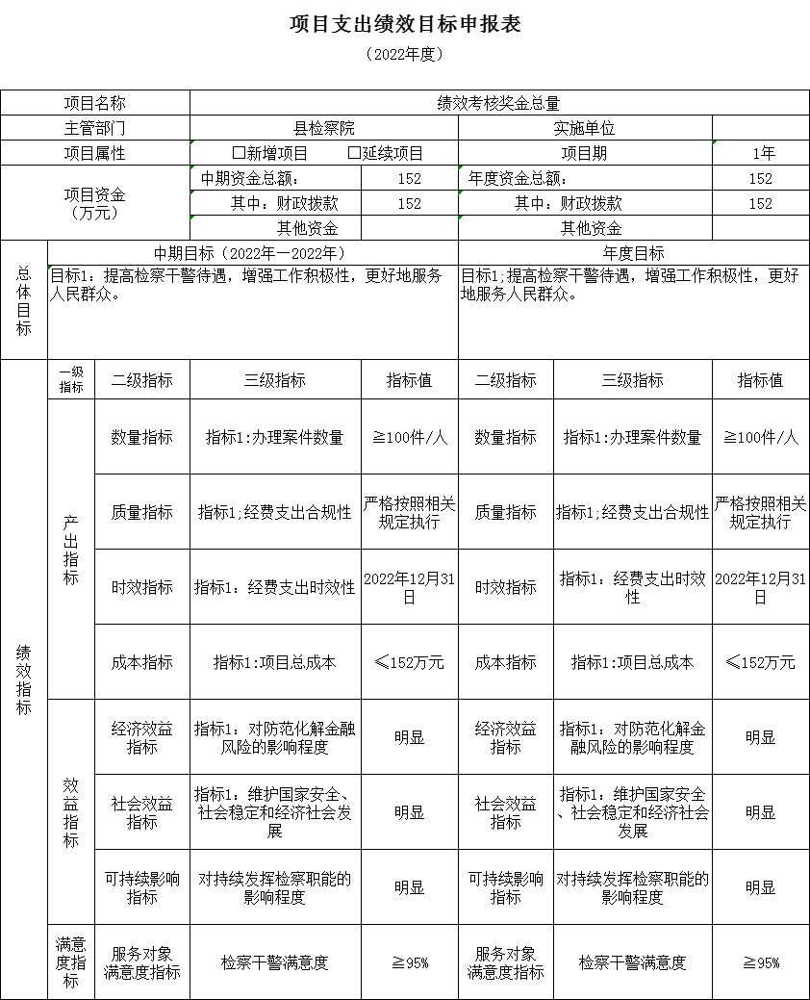 项目支出绩效目标申报表
（2022年度）
项目名称 绩效考核奖金总量
主管部门 县检察院 实施单位
项目属性 □新增项目 □延续项目 项目期 1年
项目资金
（万元）
中期资金总额： 152 年度资金总额： 152
其中：财政拨款 152 其中：财政拨款 152
其他资金 其他资金
总体目标
中期目标（2022年—2022年） 年度目标
目标1：提高检察干警待遇，增强工作积极性，更好地服务
人民群众。
目标1;提高检察干警待遇，增强工作积极性，更好
地服务人民群众。
绩效指标
一级
指标
二级指标 三级指标 指标值 二级指标 三级指标 指标值
产出指标
数量指标 指标1:办理案件数量 ≧100件/人 数量指标 指标1:办理案件数量 ≧100件/人
质量指标 指标1;经费支出合规性 严格按照相关
规定执行
质量指标 指标1;经费支出合规性 严格按照相关
规定执行
时效指标 指标1：经费支出时效性 2022年12月31
日
时效指标 指标1：经费支出时效
性
2022年12月31
日
成本指标 指标1:项目总成本 ≤152万元 成本指标 指标1:项目总成本 ≤152万元
效益指标
经济效益
指标
指标1：对防范化解金融
风险的影响程度
明显
经济效益
指标
指标1：对防范化解金
融风险的影响程度
明显
社会效益
指标
指标1：维护国家安全、
社会稳定和经济社会发
展
明显
社会效益
指标
指标1：维护国家安全
、社会稳定和经济社会
发展
明显
可持续影响
指标
对持续发挥检察职能的
影响程度
明显
可持续影响
指标
对持续发挥检察职能的
影响程度
明显
满意
度指
标
服务对象
满意度指标
检察干警满意度 ≧95%
服务对象
满意度指标
检察干警满意度 ≧95%